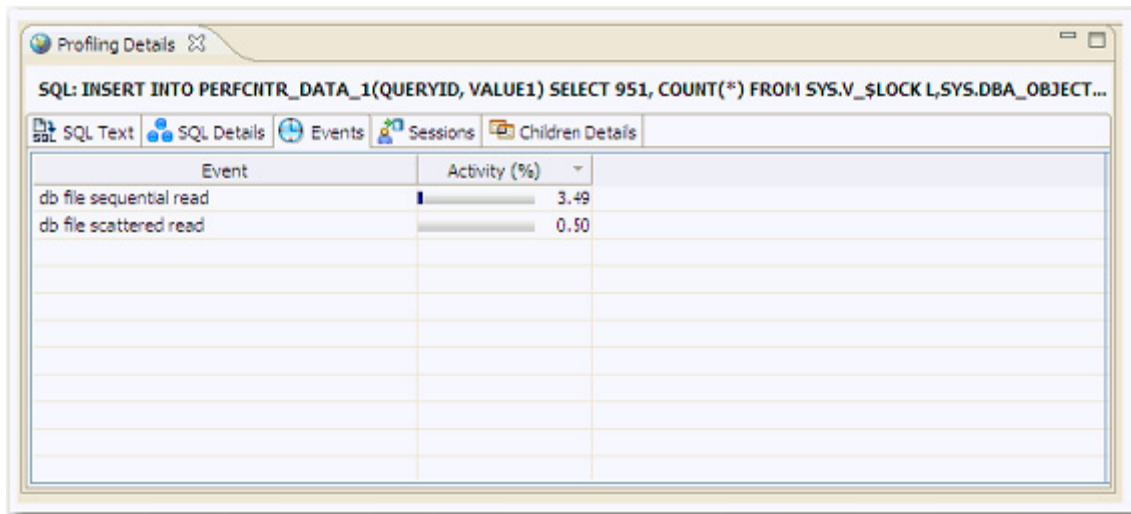 Profiling Details
SQL: INSERT INTO PERFCNTR_DATA_1(QUERYID, VALUE1) SELECT 951, COUNT(*) FROM SYS.V_$LOCK L,SYS.DBA_OBJECT...
SQL Text SQL Details Events Sessions Children Details
Event Activity (%)
db file sequential read 3.49
db file scattered read 0.50